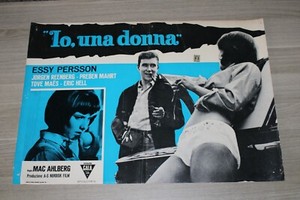 "Io, una donna"
ESSY PERSSON
JORGEN REENBERG - PREBEN MAHRT
TOVE MAES - ERIC HELL
MAC AHLBERG
Produzione: A-S NORDISK FILM